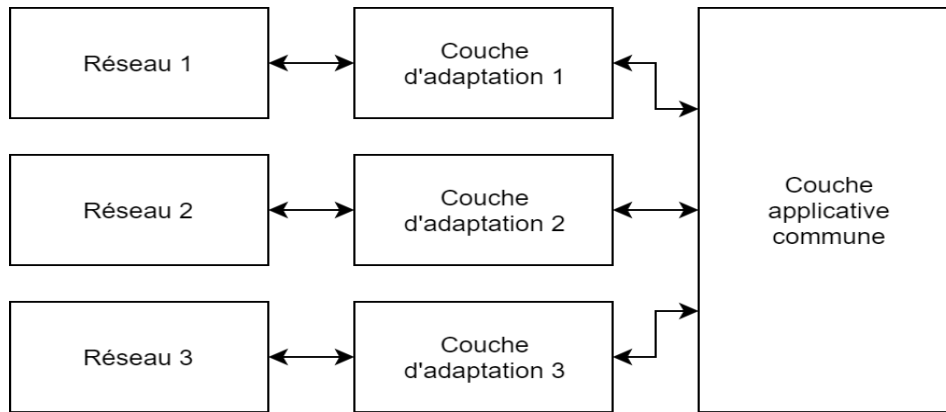 Réseau 1
Couche
d'adaptation 1
Réseau 2
Couche
d'adaptation 2
Couche
applicative
commune
Réseau 3
Couche
d'adaptation 3